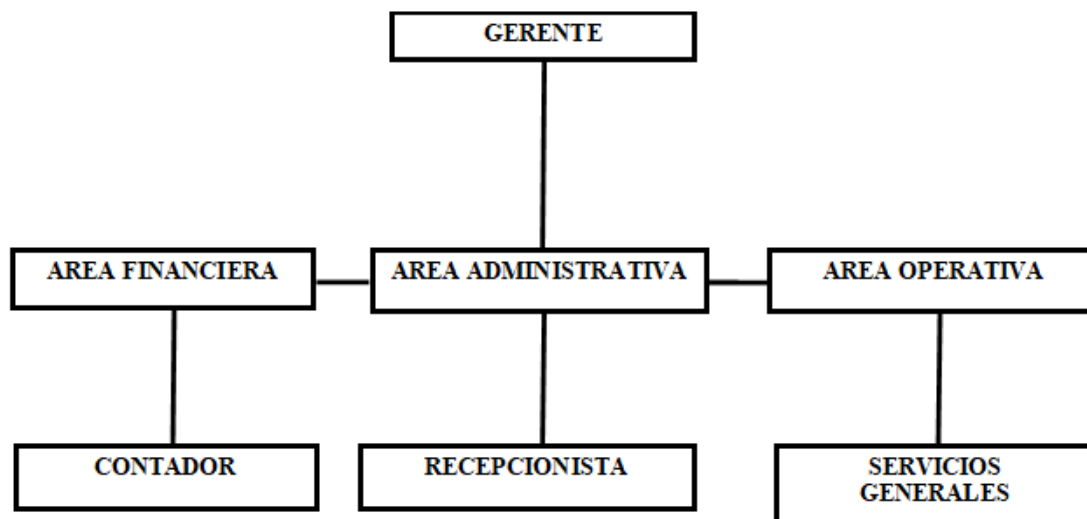 GERENTE
AREA FINANCIERA
AREA ADMINISTRATIVA
AREA OPERATIVA
CONTADOR
RECEPCIONISTA
SERVICIOS
GENERALES